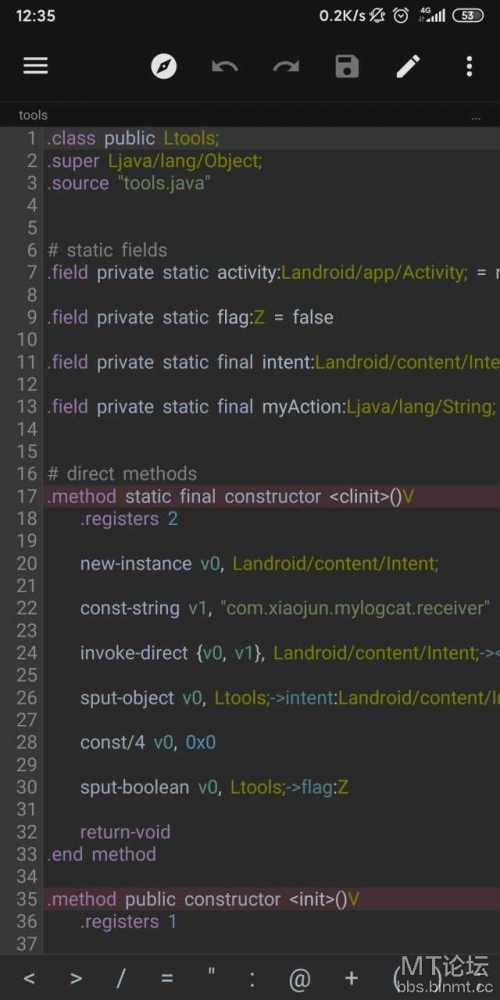 12:35 0.2K/s 4G 53
tools ...
1 .class public Ltools;
2 .super Ljava/lang/Object;
3 .source "tools.java"
4
5
6 # static fields
7 .field private static activity:Landroid/app/Activity; =
8
9 .field private static flag:Z = false
10
11 .field private static final intent:Landroid/content/Inte
12
13 .field private static final myAction:Ljava/lang/String;
14
15
16 # direct methods
17 .method static final constructor <clinit>()V
18 .registers 2
19
20 new-instance v0, Landroid/content/Intent;
21
22 const-string v1, "com.xiaojun.mylogcat.receiver"
23
24 invoke-direct {v0, v1}, Landroid/content/Intent;-><
25
26 sput-object v0, Ltools;->intent:Landroid/content/I
27
28 const/4 v0, 0x0
29
30 sput-boolean v0, Ltools;->flag:Z
31
32 return-void
33 .end method
34
35 .method public constructor <init>()V
36 .registers 1
37
< > / = " : @ + ( ) ;
MT论坛
bbs.binmt.cc